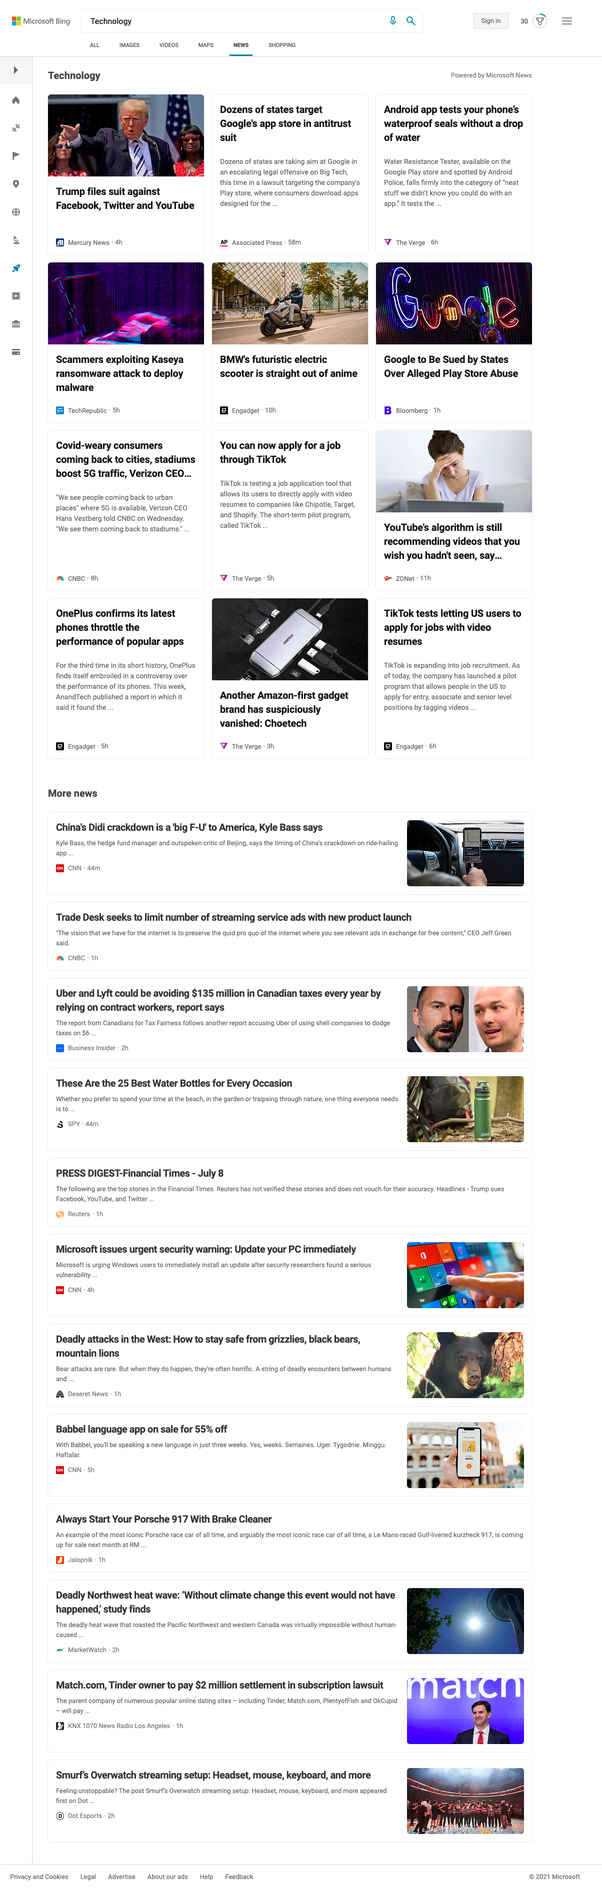 Microsoft Bing
Technology
Sign in
30
ALL
IMAGES
VIDEOS
MAPS
NEWS
SHOPPING
Technology
Powered by Microsoft News
Trump files suit against
Facebook, Twitter and YouTube
Mercury News · 4h
Dozens of states target
Google's app store in antitrust
suit
Dozens of states are taking aim at Google in
an escalating legal offensive on Big Tech,
this time in a lawsuit targeting the company's
Play store, where consumers download apps
designed for the ...
AP
Associated Press · 58m
Android app tests your phone's
waterproof seals without a drop
of water
Water Resistance Tester, available on the
Google Play store and spotted by Android
Police, falls firmly into the category of "neat
stuff we didn't know you could do with an
app." It tests the ...
The Verge · 6h
Scammers exploiting Kaseya
ransomware attack to deploy
malware
TechRepublic · 5h
BMW's futuristic electric
scooter is straight out of anime
Engadget · 10h
Google
Google to Be Sued by States
Over Alleged Play Store Abuse
Bloomberg · 1h
Covid-weary consumers
coming back to cities, stadiums
boost 5G traffic, Verizon CEO...
"We see people coming back to urban
places" where 5G is available, Verizon CEO
Hans Vestberg told CNBC on Wednesday.
"We see them coming back to stadiums." ...
CNBC · 8h
You can now apply for a job
through TikTok
TikTok is testing a job application tool that
allows its users to directly apply with video
resumes to companies like Chipotle, Target,
and Shopify. The short-term pilot program,
called TikTok ...
The Verge · 5h
YouTube's algorithm is still
recommending videos that you
wish you hadn't seen, say...
ZDNet · 11h
OnePlus confirms its latest
phones throttle the
performance of popular apps
For the third time in its short history, OnePlus
finds itself embroiled in a controversy over
the performance of its phones. This week,
AnandTech published a report in which it
said it found the ...
Engadget · 5h
Another Amazon-first gadget
brand has suspiciously
vanished: Choetech
The Verge · 3h
TikTok tests letting US users to
apply for jobs with video
resumes
TikTok is expanding into job recruitment. As
of today, the company has launched a pilot
program that allows people in the US to
apply for entry, associate and senior level
positions by tagging videos ...
Engadget · 6h
More news
China's Didi crackdown is a 'big F-U' to America, Kyle Bass says
Kyle Bass, the hedge fund manager and outspoken critic of Beijing, says the timing of China's crackdown on ride-hailing
app ...
CNN · 44m
Trade Desk seeks to limit number of streaming service ads with new product launch
"The vision that we have for the internet is to preserve the quid pro quo of the internet where you see relevant ads in exchange for free content," CEO Jeff Green
said.
CNBC · 1h
Uber and Lyft could be avoiding $135 million in Canadian taxes every year by
relying on contract workers, report says
The report from Canadians for Tax Fairness follows another report accusing Uber of using shell companies to dodge
taxes on $6 ...
Business Insider · 2h
These Are the 25 Best Water Bottles for Every Occasion
Whether you prefer to spend your time at the beach, in the garden or traipsing through nature, one thing everyone needs
is to ...
SPY · 44m
PRESS DIGEST-Financial Times - July 8
The following are the top stories in the Financial Times. Reuters has not verified these stories and does not vouch for their accuracy. Headlines - Trump sues
Facebook, YouTube, and Twitter ...
Reuters · 1h
Microsoft issues urgent security warning: Update your PC immediately
Microsoft is urging Windows users to immediately install an update after security researchers found a serious
vulnerability ...
CNN · 4h
Deadly attacks in the West: How to stay safe from grizzlies, black bears,
mountain lions
Bear attacks are rare. But when they do happen, they're often horrific. A string of deadly encounters between humans
and ...
Deseret News · 1h
Babbel language app on sale for 55% off
With Babbel, you'll be speaking a new language in just three weeks. Yes, weeks. Semaines. Uger. Tygodnie. Minggu.
Haftalar.
CNN · 5h
Always Start Your Porsche 917 With Brake Cleaner
An example of the most iconic Porsche race car of all time, and arguably the most iconic race car of all time, a Le Mans-raced Gulf-liveried kurzheck 917, is coming
up for sale next month at RM ...
Jalopnik · 1h
Deadly Northwest heat wave: 'Without climate change this event would not have
happened,' study finds
The deadly heat wave that roasted the Pacific Northwest and western Canada was virtually impossible without human-
caused ...
MarketWatch · 2h
match
Match.com, Tinder owner to pay $2 million settlement in subscription lawsuit
The parent company of numerous popular online dating sites – including Tinder, Match.com, PlentyofFish and OkCupid
– will pay ...
KNX 1070 News Radio Los Angeles · 1h
Smurf's Overwatch streaming setup: Headset, mouse, keyboard, and more
Feeling unstoppable? The post Smurf's Overwatch streaming setup: Headset, mouse, keyboard, and more appeared
first on Dot ...
Dot Esports · 2h
Privacy and Cookies
Legal
Advertise
About our ads
Help
Feedback
© 2021 Microsoft